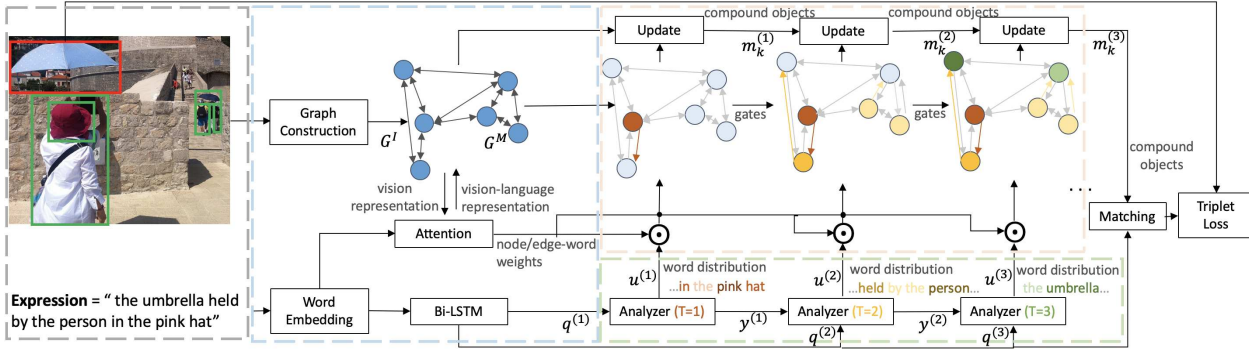 Expression = “ the umbrella held
by the person in the pink hat”
Graph
Construction
G^I
G^M
vision
representation
vision-language
representation
Attention
node/edge-word
weights
Word
Embedding
Bi-LSTM
q^(1)
Update
compound objects
m_k^(1)
Update
compound objects
m_k^(2)
Update
m_k^(3)
gates
gates
compound
objects
...
u^(1)
word distribution
...in the pink hat
u^(2)
word distribution
...held by the person...
u^(3)
word distribution
the umbrella...
Analyzer (T=1)
y^(1)
Analyzer (T=2)
q^(2)
y^(2)
Analyzer (T=3)
q^(3)
Matching
Triplet
Loss